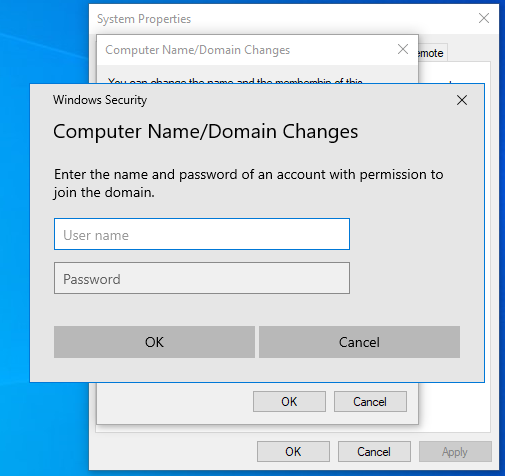 System Properties
Computer Name/Domain Changes
emote
You can change the name and the membership of this
Windows Security
Computer Name/Domain Changes
Enter the name and password of an account with permission to
join the domain.
User name
Password
OK Cancel
OK Cancel
OK Cancel Apply